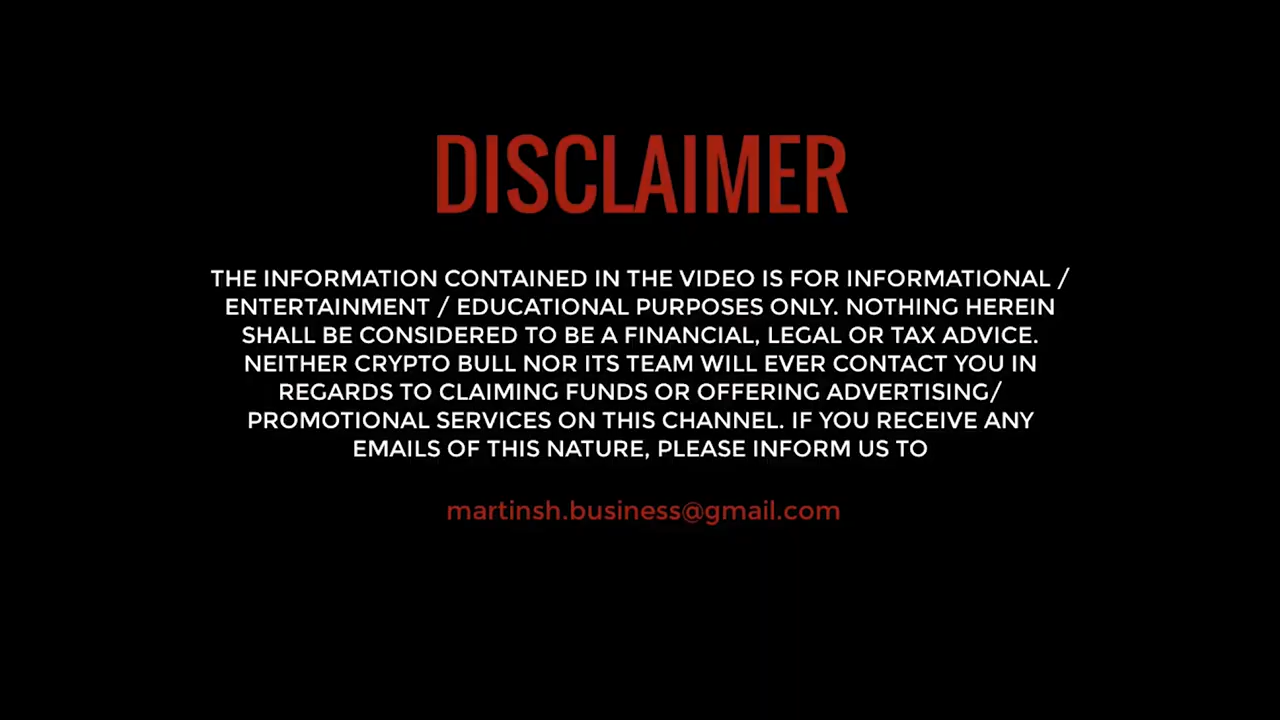 DISCLAIMER
THE INFORMATION CONTAINED IN THE VIDEO IS FOR INFORMATIONAL /
ENTERTAINMENT / EDUCATIONAL PURPOSES ONLY. NOTHING HEREIN
SHALL BE CONSIDERED TO BE A FINANCIAL, LEGAL OR TAX ADVICE.
NEITHER CRYPTO BULL NOR ITS TEAM WILL EVER CONTACT YOU IN
REGARDS TO CLAIMING FUNDS OR OFFERING ADVERTISING/
PROMOTIONAL SERVICES ON THIS CHANNEL. IF YOU RECEIVE ANY
EMAILS OF THIS NATURE, PLEASE INFORM US TO
martinsh.business@gmail.com